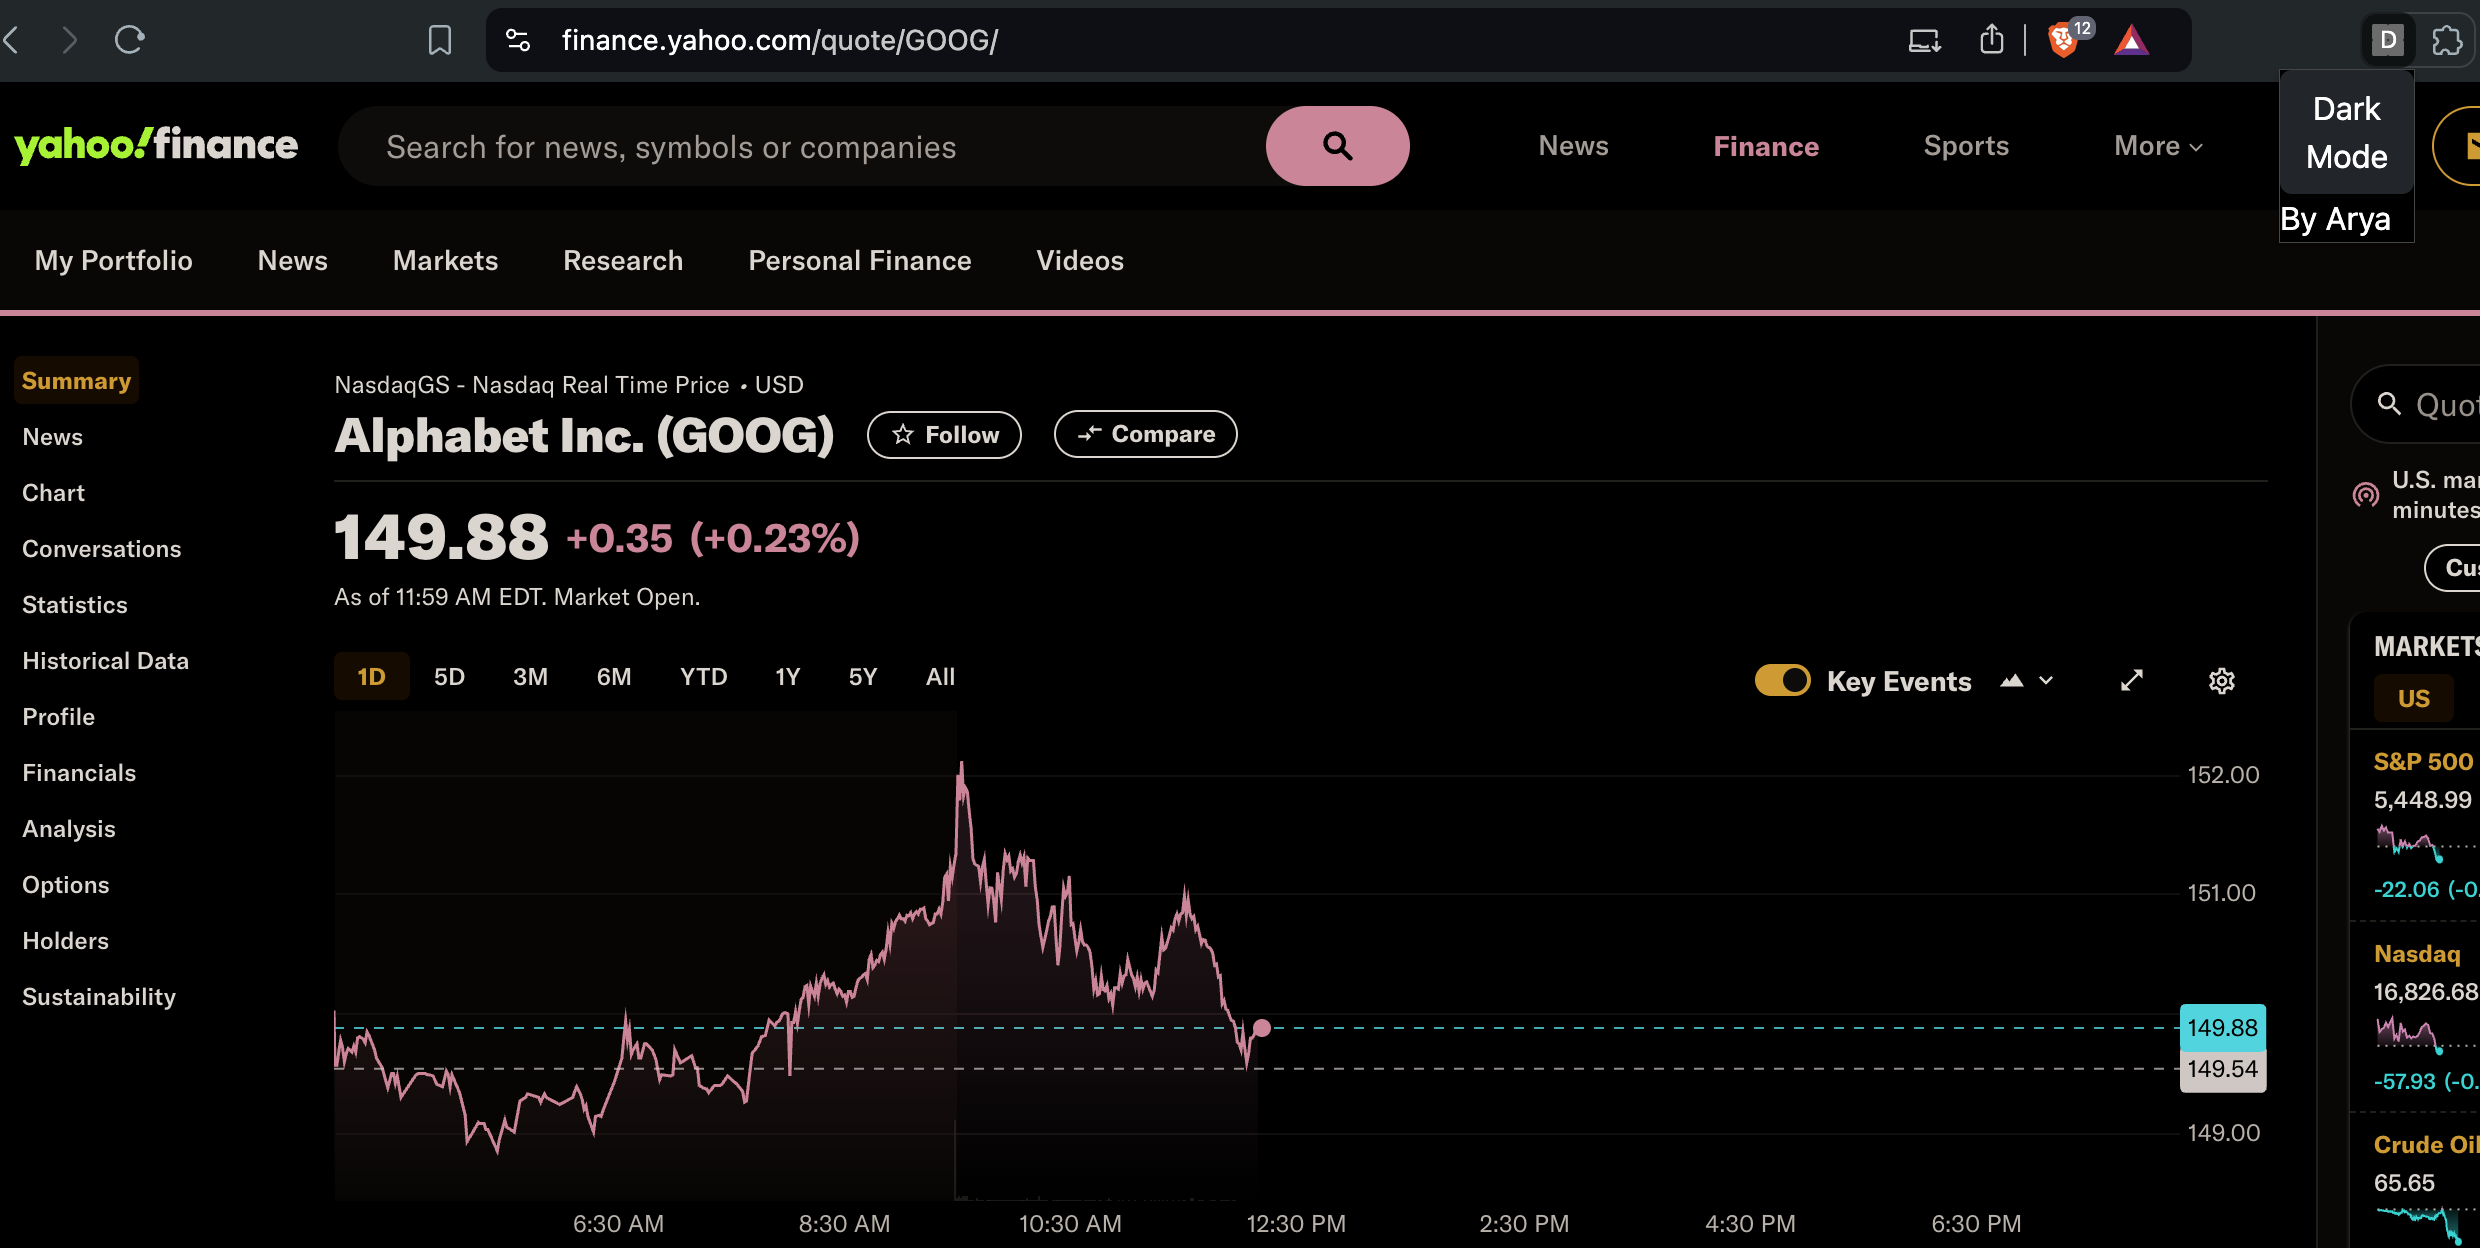 finance.yahoo.com/quote/GOOG/
12
D
Dark
Mode
By Arya
yahoo!finance
Search for news, symbols or companies
News
Finance
Sports
More
My Portfolio
News
Markets
Research
Personal Finance
Videos
Summary
News
Chart
Conversations
Statistics
Historical Data
Profile
Financials
Analysis
Options
Holders
Sustainability
NasdaqGS - Nasdaq Real Time Price • USD
Alphabet Inc. (GOOG)
Follow
Compare
149.88 +0.35 (+0.23%)
As of 11:59 AM EDT. Market Open.
1D
5D
3M
6M
YTD
1Y
5Y
All
Key Events
152.00
151.00
149.88
149.54
149.00
6:30 AM
8:30 AM
10:30 AM
12:30 PM
2:30 PM
4:30 PM
6:30 PM
U.S.
minutes
MARKETS
US
S&P 500
5,448.99
-22.06 (-0.
Nasdaq
16,826.68
-57.93 (-0.
Crude Oil
65.65